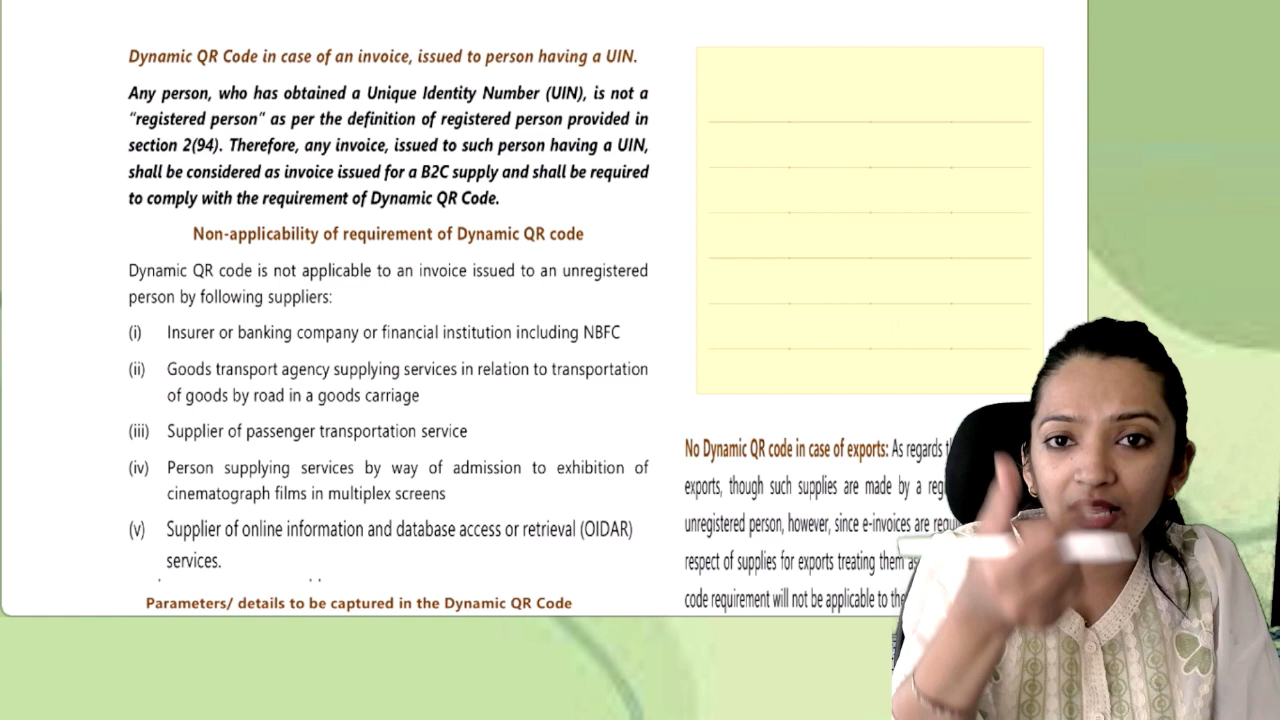 Dynamic QR Code in case of an invoice, issued to person having a UIN.
Any person, who has obtained a Unique Identity Number (UIN), is not a
“registered person” as per the definition of registered person provided in
section 2(94). Therefore, any invoice, issued to such person having a UIN,
shall be considered as invoice issued for a B2C supply and shall be required
to comply with the requirement of Dynamic QR Code.
Non-applicability of requirement of Dynamic QR code
Dynamic QR code is not applicable to an invoice issued to an unregistered
person by following suppliers:
(i) Insurer or banking company or financial institution including NBFC
(ii) Goods transport agency supplying services in relation to transportation
of goods by road in a goods carriage
(iii) Supplier of passenger transportation service
(iv) Person supplying services by way of admission to exhibition of
cinematograph films in multiplex screens
(v) Supplier of online information and database access or retrieval (OIDAR)
services.
Parameters/ details to be captured in the Dynamic QR Code
No Dynamic QR code in case of exports: As regards
exports, though such supplies are made by a
unregistered person, however, since e-invoices are
respect of supplies for exports treating them
code requirement will not be applicable to